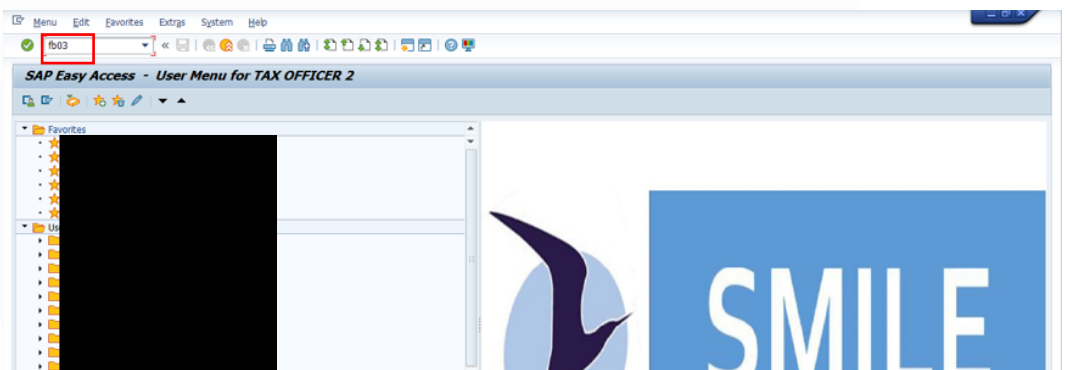 Menu Edit Favorites Extras System Help
fb03
SAP Easy Access - User Menu for TAX OFFICER 2
Favorites
SMILE